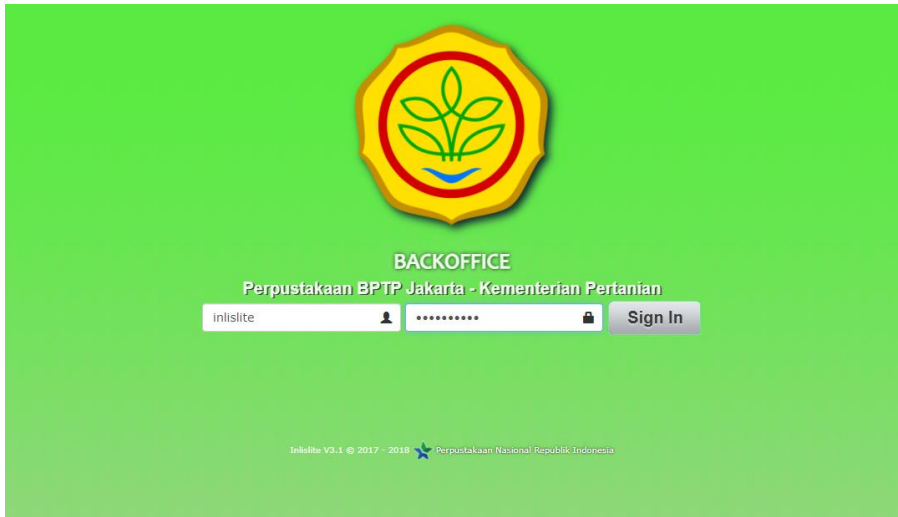 BACKOFFICE
Perpustakaan BPTP Jakarta - Kementerian Pertanian
inlislite •••••••••• Sign In
Inlislite V3.1 © 2017 - 2018 Perpustakaan Nasional Republik Indonesia